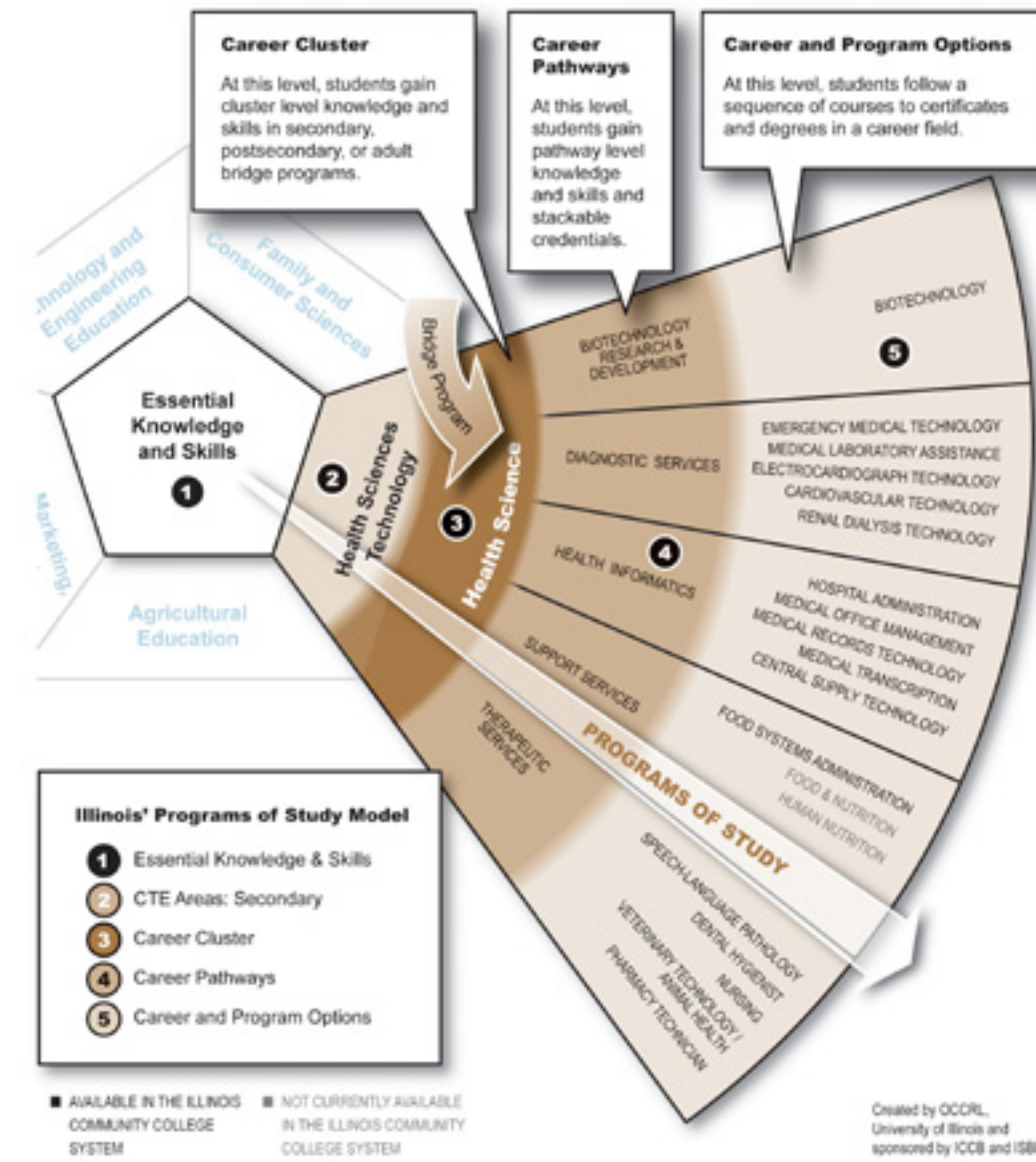 Career Cluster
At this level, students gain
cluster level knowledge and
skills in secondary,
postsecondary, or adult
bridge programs.
Career
Pathways
At this level,
students gain
pathway level
knowledge
and skills and
stackable
credentials.
Career and Program Options
At this level, students follow a
sequence of courses to certificates
and degrees in a career field.
hnology and
Engineering
Education
Family and
Consumer Sciences
Marketing,
Agricultural
Education
Essential
Knowledge
and Skills
1
2
Health Sciences
Technology
Bridge Program
3
Health Science
BIOTECHNOLOGY
RESEARCH &
DEVELOPMENT
DIAGNOSTIC SERVICES
HEALTH INFORMATICS
4
SUPPORT SERVICES
THERAPEUTIC
SERVICES
PROGRAMS OF STUDY
BIOTECHNOLOGY
5
EMERGENCY MEDICAL TECHNOLOGY
MEDICAL LABORATORY ASSISTANCE
ELECTROCARDIOGRAPH TECHNOLOGY
CARDIOVASCULAR TECHNOLOGY
RENAL DIALYSIS TECHNOLOGY
HOSPITAL ADMINISTRATION
MEDICAL OFFICE MANAGEMENT
MEDICAL RECORDS TECHNOLOGY
MEDICAL TRANSCRIPTION
CENTRAL SUPPLY TECHNOLOGY
FOOD SYSTEMS ADMINISTRATION
FOOD & NUTRITION
HUMAN NUTRITION
SPEECH-LANGUAGE PATHOLOGY
DENTAL HYGIENIST
NURSING
VETERINARY TECHNOLOGY /
ANIMAL HEALTH
PHARMACY TECHNICIAN
Illinois' Programs of Study Model
1 Essential Knowledge & Skills
2 CTE Areas: Secondary
3 Career Cluster
4 Career Pathways
5 Career and Program Options
AVAILABLE IN THE ILLINOIS
COMMUNITY COLLEGE
SYSTEM
NOT CURRENTLY AVAILABLE
IN THE ILLINOIS COMMUNITY
COLLEGE SYSTEM
Created by OCCRL,
University of Illinois and
sponsored by ICCB and ISB